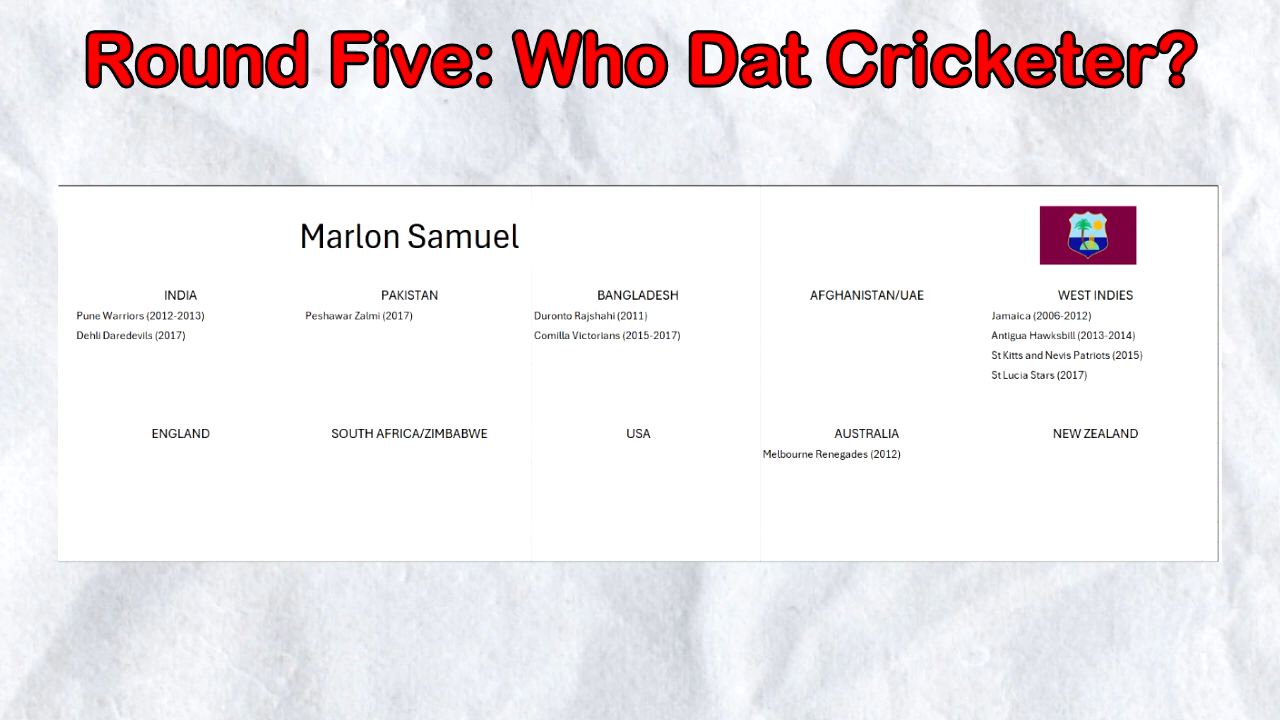 Round Five: Who Dat Cricketer?
Marlon Samuel
INDIA PAKISTAN BANGLADESH AFGHANISTAN/UAE WEST INDIES
Pune Warriors (2012-2013) Peshawar Zalmi (2017) Duronto Rajshahi (2011) Jamaica (2006-2012)
Dehli Daredevils (2017) Comilla Victorians (2015-2017) Antigua Hawksbill (2013-2014)
St Kitts and Nevis Patriots (2015)
St Lucia Stars (2017)
ENGLAND SOUTH AFRICA/ZIMBABWE USA AUSTRALIA NEW ZEALAND
Melbourne Renegades (2012)